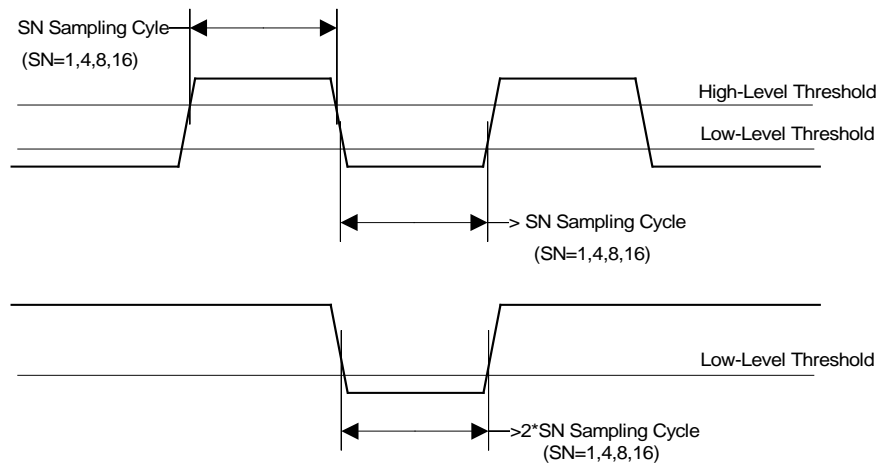 SN Sampling Cyle
(SN=1,4,8,16)
High-Level Threshold
Low-Level Threshold
> SN Sampling Cycle
(SN=1,4,8,16)
Low-Level Threshold
>2*SN Sampling Cycle
(SN=1,4,8,16)